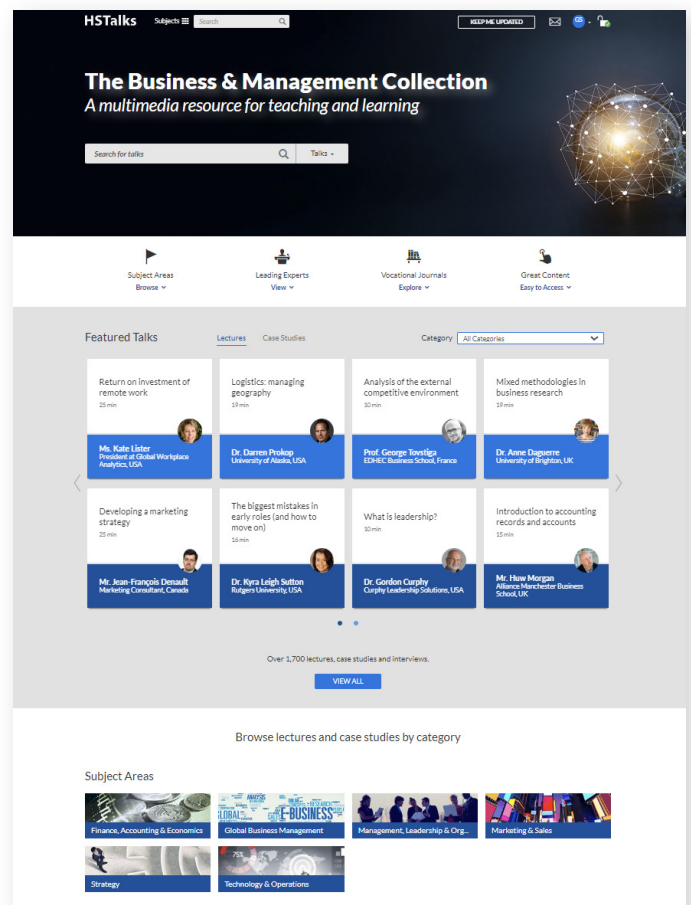 HSTalks Subjects Search KEEP ME UPDATED GS
The Business & Management Collection
A multimedia resource for teaching and learning
Search for talks Talks
Subject Areas
Browse
Leading Experts
View
Vocational Journals
Explore
Great Content
Easy to Access
Featured Talks Lectures Case Studies Category All Categories
Return on investment of
remote work
25 min
Ms. Kate Lister
President at Global Workplace
Analytics, USA
Logistics: managing
geography
19 min
Dr. Darren Prokop
University of Alaska, USA
Analysis of the external
competitive environment
10 min
Prof. George Tovstiga
EDHEC Business School, France
Mixed methodologies in
business research
19 min
Dr. Anne Daguerre
University of Brighton, UK
Developing a marketing
strategy
25 min
Mr. Jean-François Denault
Marketing Consultant, Canada
The biggest mistakes in
early roles (and how to
move on)
16 min
Dr. Kyra Leigh Sutton
Rutgers University, USA
What is leadership?
10 min
Dr. Gordon Curphy
Curphy Leadership Solutions, USA
Introduction to accounting
records and accounts
15 min
Mr. Huw Morgan
Alliance Manchester Business
School, UK
Over 1,700 lectures, case studies and interviews.
VIEW ALL
Browse lectures and case studies by category
Subject Areas
Finance, Accounting & Economics
ANALYSIS
E-BUSINESS
Global Business Management
Management, Leadership & Org...
Marketing & Sales
Strategy
75%
Technology & Operations